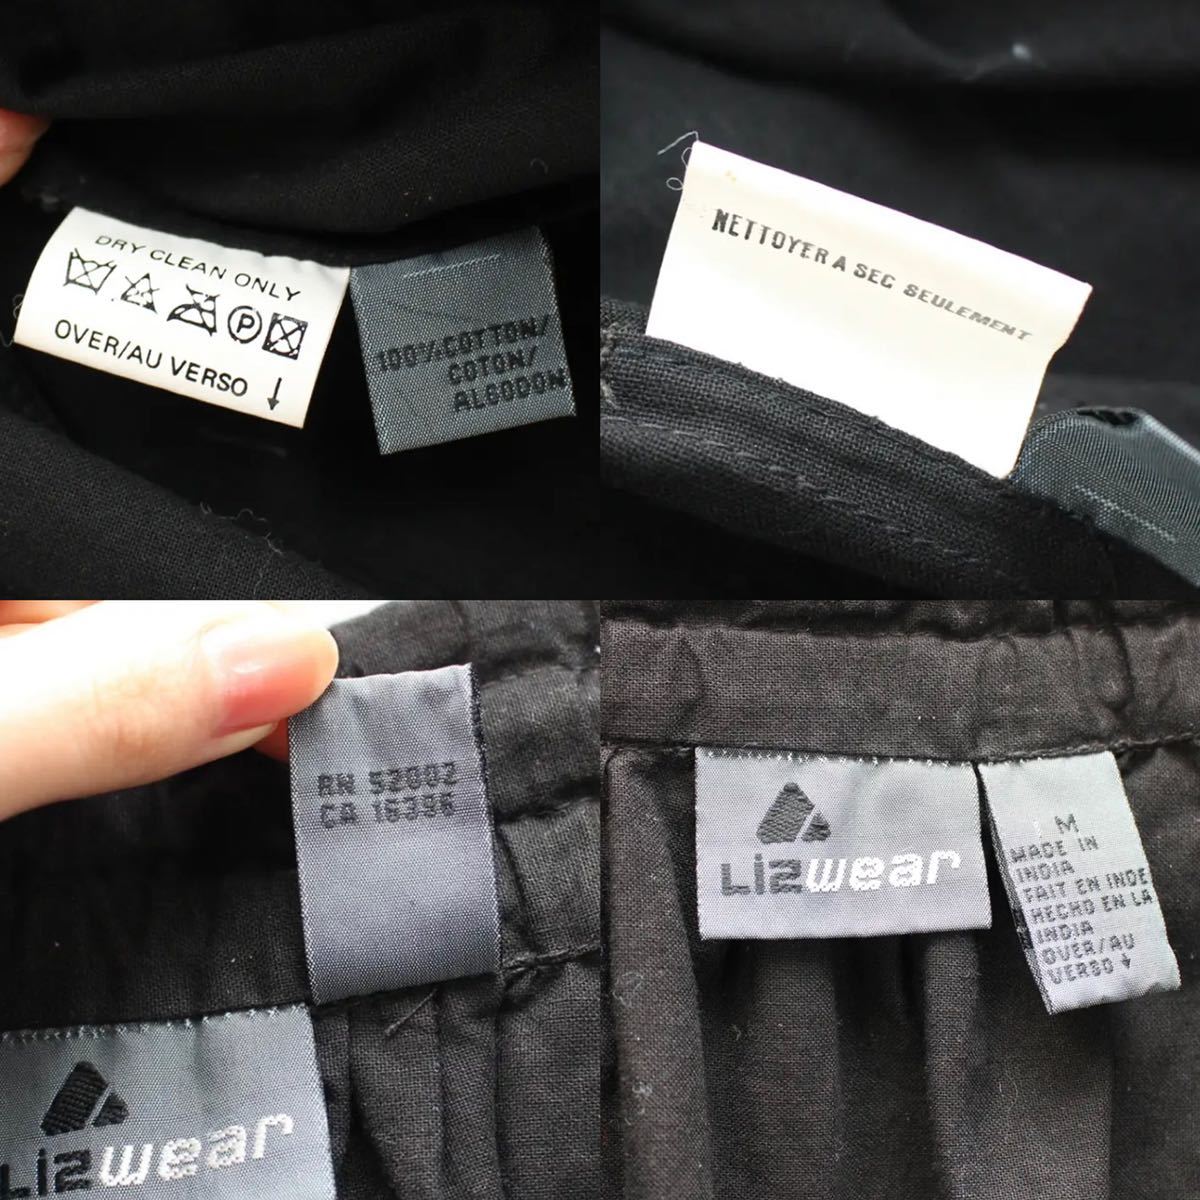 DRY CLEAN ONLY
P
OVER/AU VERSO ↓
100% COTTON/
COTON/
ALGODON
NETTOYER A SEC SEULEMENT
RN 52002
CA 16396
Lizwear
Lizwear
M
MADE IN
INDIA
FAIT EN INDE
HECHO EN LA
INDIA
OVER/AU
VERSO ↓